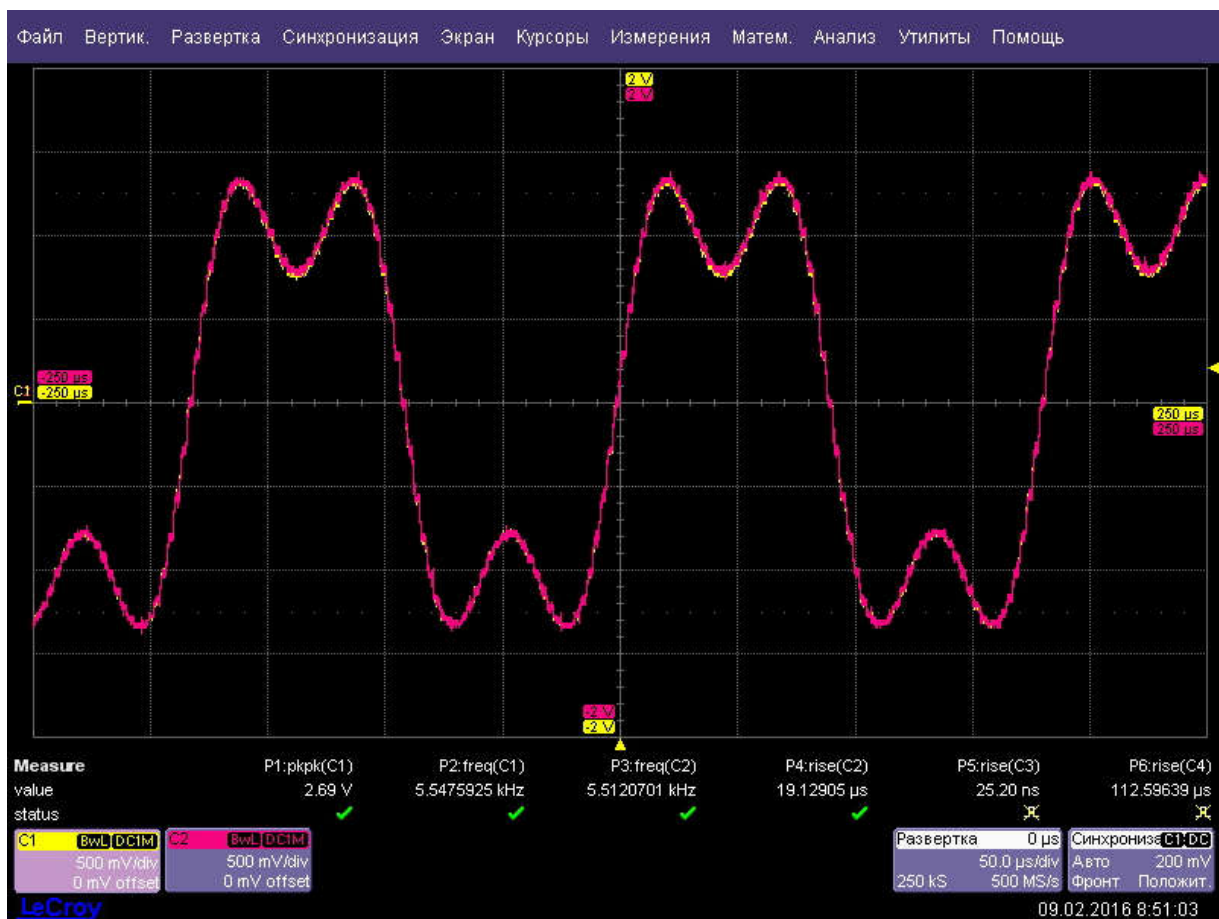 Файл Вертик. Развертка Синхронизация Экран Курсоры Измерения Матем. Анализ Утилиты Помощь
2 V
2 V
-250 µs
C1 -250 µs
250 µs
250 µs
-2 V
-2 V
Measure P1:pkpk(C1) P2:freq(C1) P3:freq(C2) P4:rise(C2) P5:rise(C3) P6:rise(C4)
value 2.69 V 5.5475925 kHz 5.5120701 kHz 19.12905 µs 25.20 ns 112.59639 µs
status
C1 BwL DC1M
500 mV/div
0 mV offset
C2 BwL DC1M
500 mV/div
0 mV offset
Развертка 0 µs
50.0 µs/div
250 kS 500 MS/s
Синхрониза C1:DC
Авто 200 mV
Фронт Положит.
LeCroy
09.02.2016 8:51:03